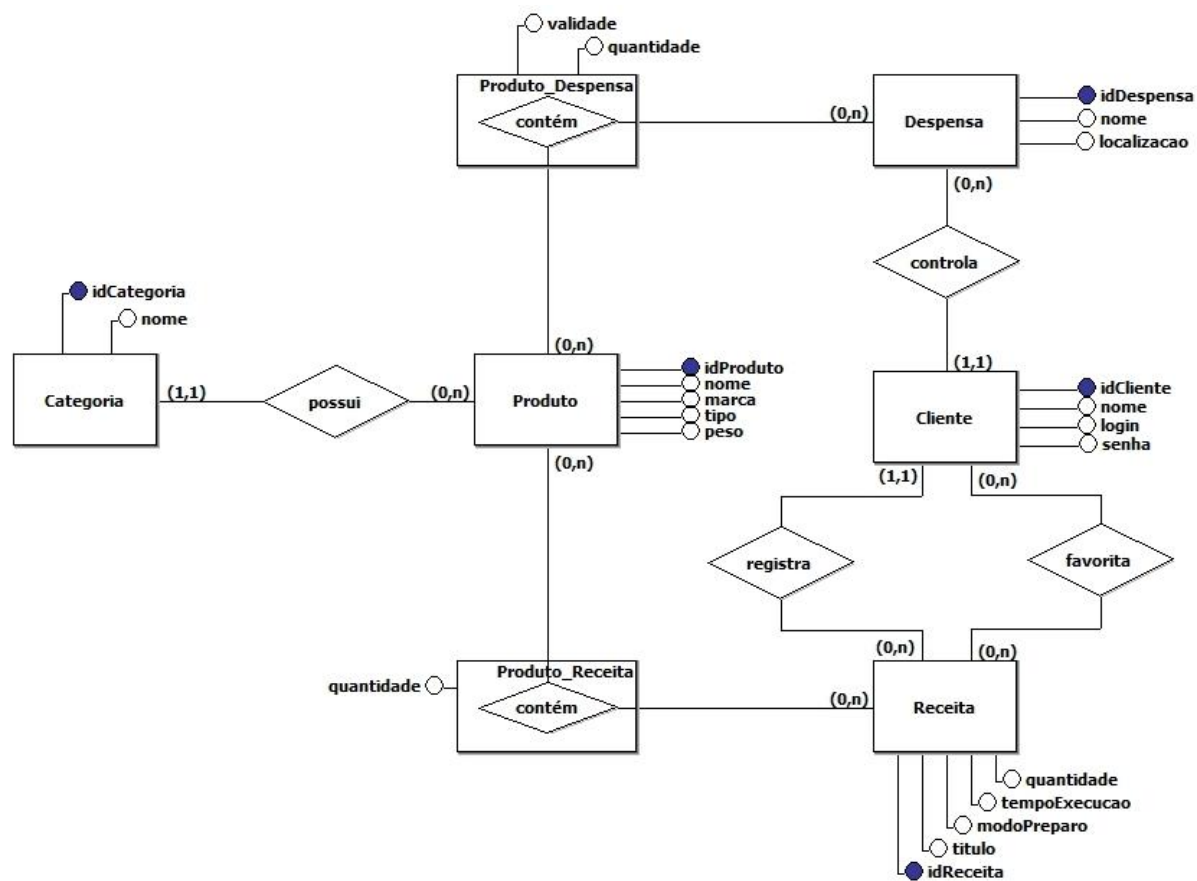 validade
quantidade
Produto_Despensa
contém
(0,n)
Despensa
idDespensa
nome
localizacao
(0,n)
controla
idCategoria
nome
Categoria
(1,1)
possui
(0,n)
(0,n)
Produto
idProduto
nome
marca
tipo
peso
(0,n)
(1,1)
Cliente
idCliente
nome
login
senha
(1,1)
(0,n)
registra
favorita
(0,n)
(0,n)
Produto_Receita
quantidade
contém
(0,n)
Receita
quantidade
tempoExecucao
modoPreparo
titulo
idReceita